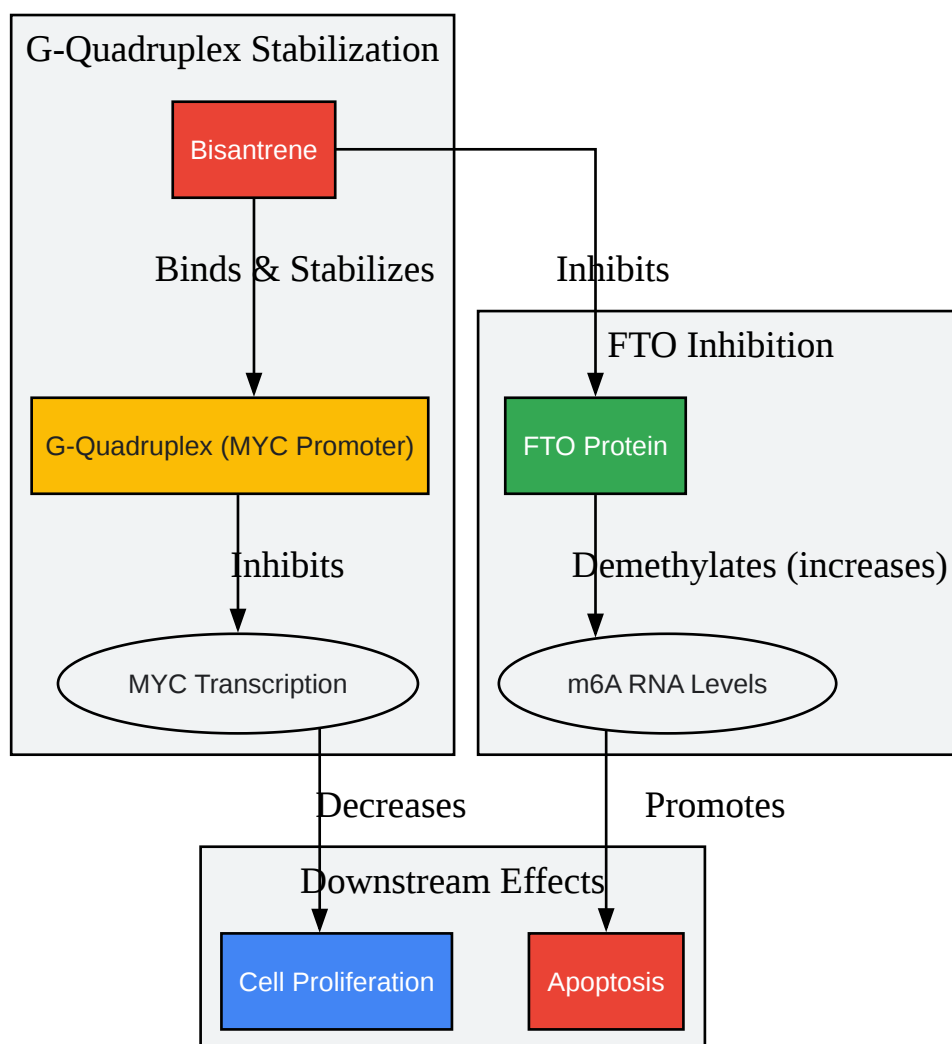 G-Quadruplex Stabilization
Bisantrene
Binds & Stabilizes
Inhibits
FTO Inhibition
G-Quadruplex (MYC Promoter)
FTO Protein
Inhibits
Demethylates (increases)
MYC Transcription
m6A RNA Levels
Decreases
Promotes
Downstream Effects
Cell Proliferation
Apoptosis